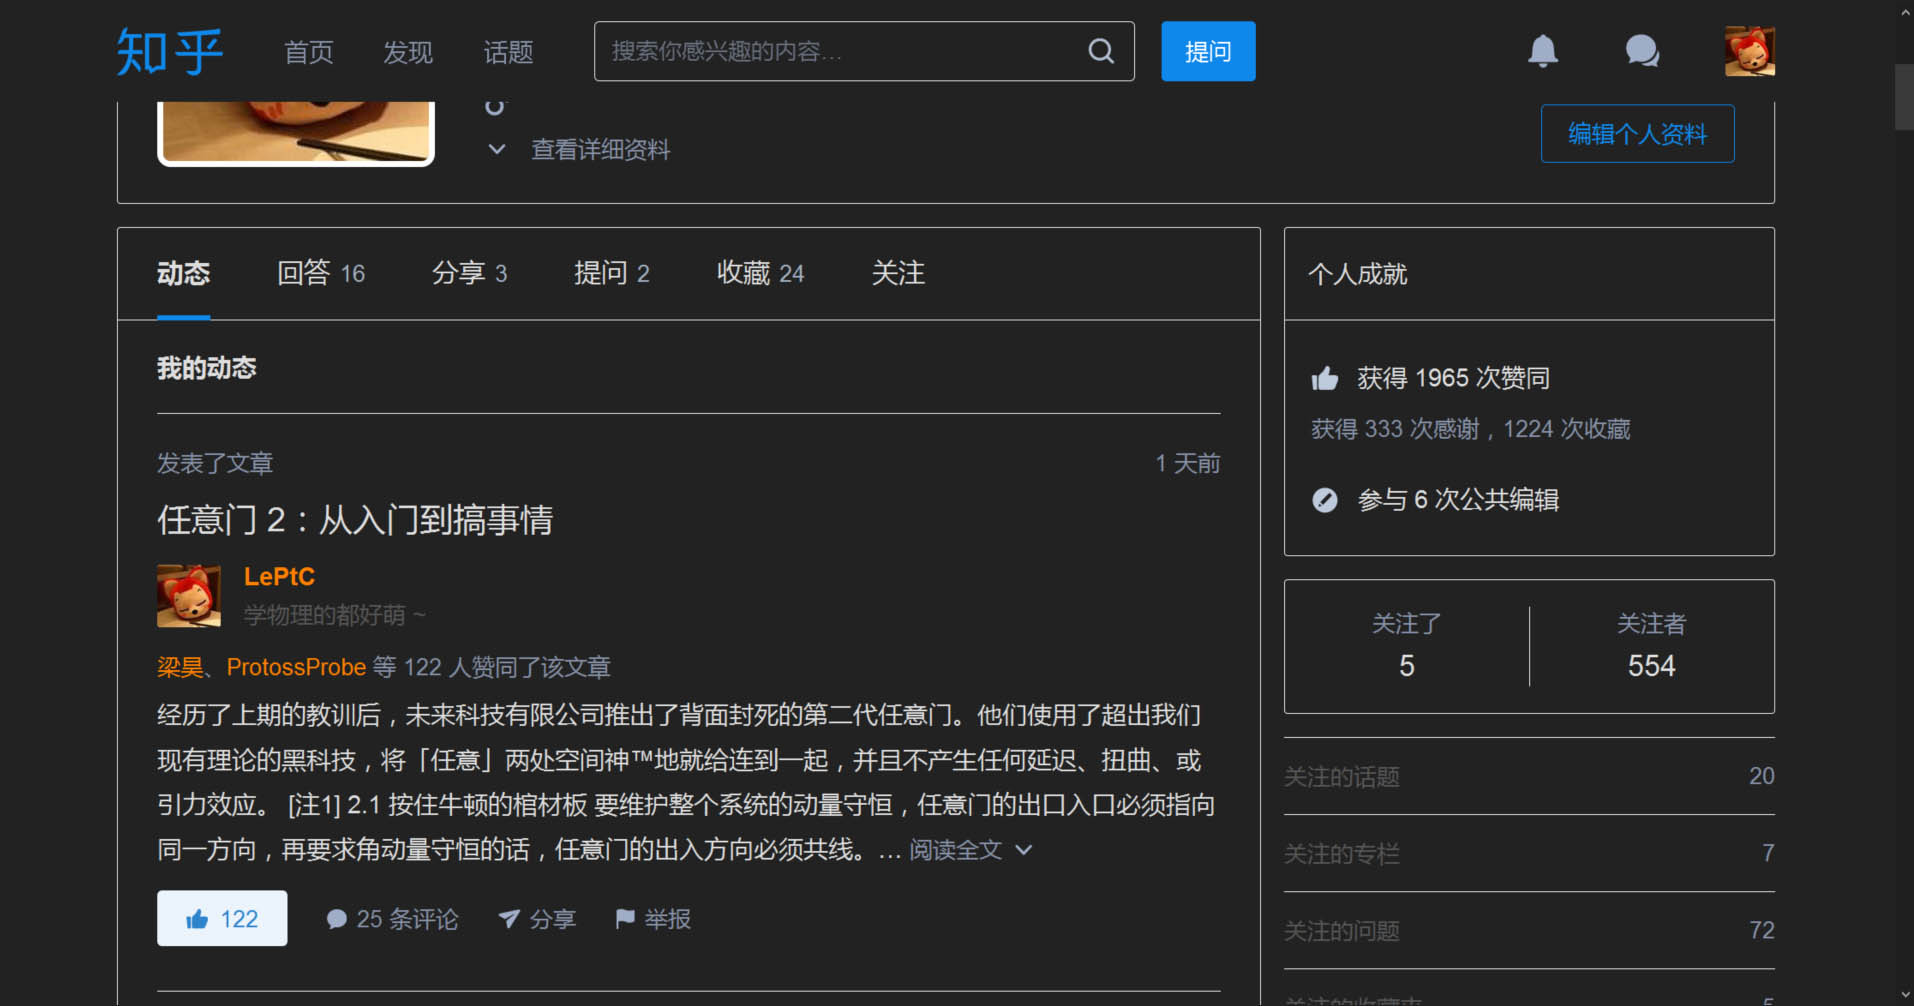 知乎 首页 发现 话题 搜索你感兴趣的内容... 提问
查看详细资料
编辑个人资料
动态 回答 16 分享 3 提问 2 收藏 24 关注
我的动态
发表了文章 1 天前
任意门 2：从入门到搞事情
LePtC
学物理的都好萌 ~
梁昊、ProtossProbe 等 122 人赞同了该文章
经历了上期的教训后，未来科技有限公司推出了背面封死的第二代任意门。他们使用了超出我们
现有理论的黑科技，将「任意」两处空间神™地就给连到一起，并且不产生任何延迟、扭曲、或
引力效应。 [注1] 2.1 按住牛顿的棺材板 要维护整个系统的动量守恒，任意门的出口入口必须指向
同一方向，再要求角动量守恒的话，任意门的出入方向必须共线。… 阅读全文
122 25 条评论 分享 举报
个人成就
获得 1965 次赞同
获得 333 次感谢，1224 次收藏
参与 6 次公共编辑
关注了 关注者
5 554
关注的话题 20
关注的专栏 7
关注的问题 72